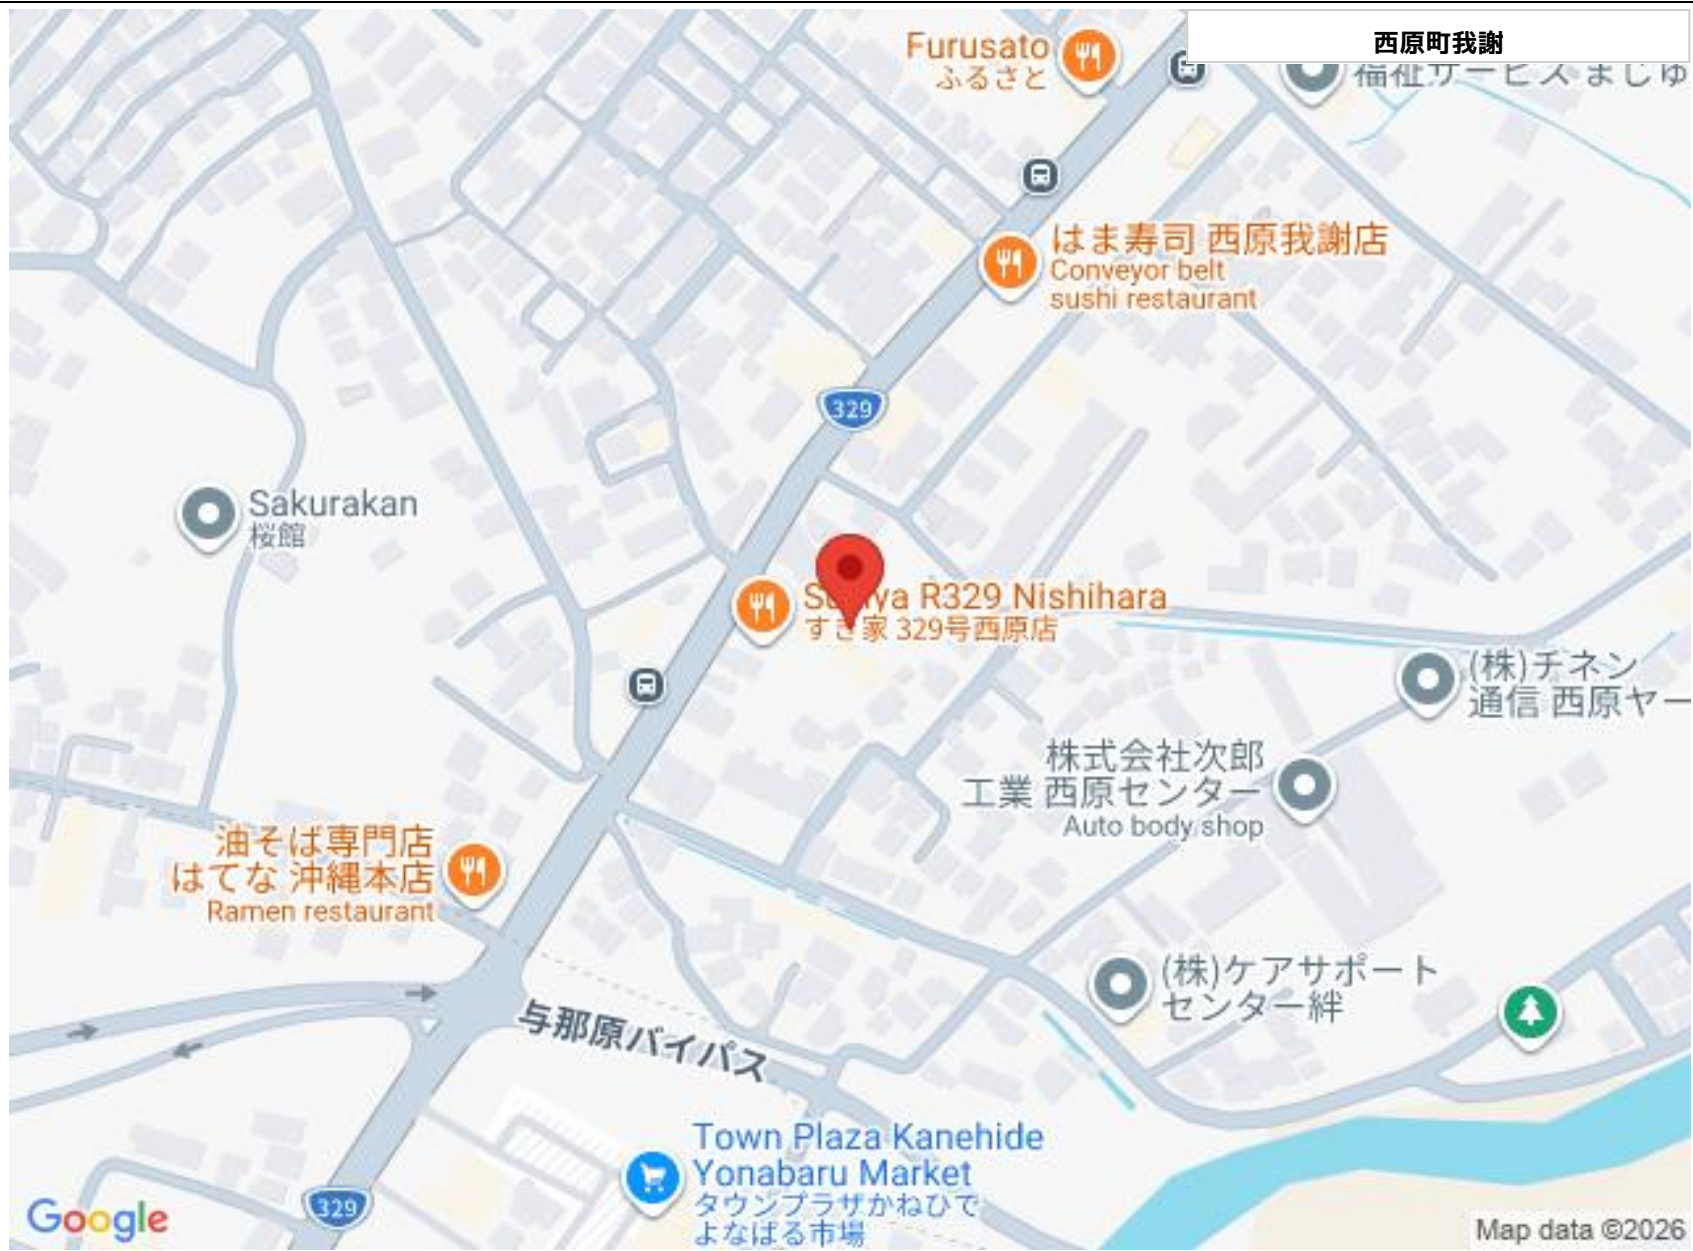 西原町我謝
Furusato
ふるさと
福祉サービス まじゅ
はま寿司 西原我謝店
Conveyor belt
sushi restaurant
329
Sakurakan
桜館
R329 Nishihara
すき家 329号西原店
(株)チネン
通信 西原ヤー
株式会社次郎
工業 西原センター
Auto body shop
油そば専門店
はてな 沖縄本店
Ramen restaurant
(株)ケアサポート
センター絆
与那原バイパス
Town Plaza Kanehide
Yonabaru Market
タウンプラザかねひで
よなばる市場
329
Google
Map data ©2026